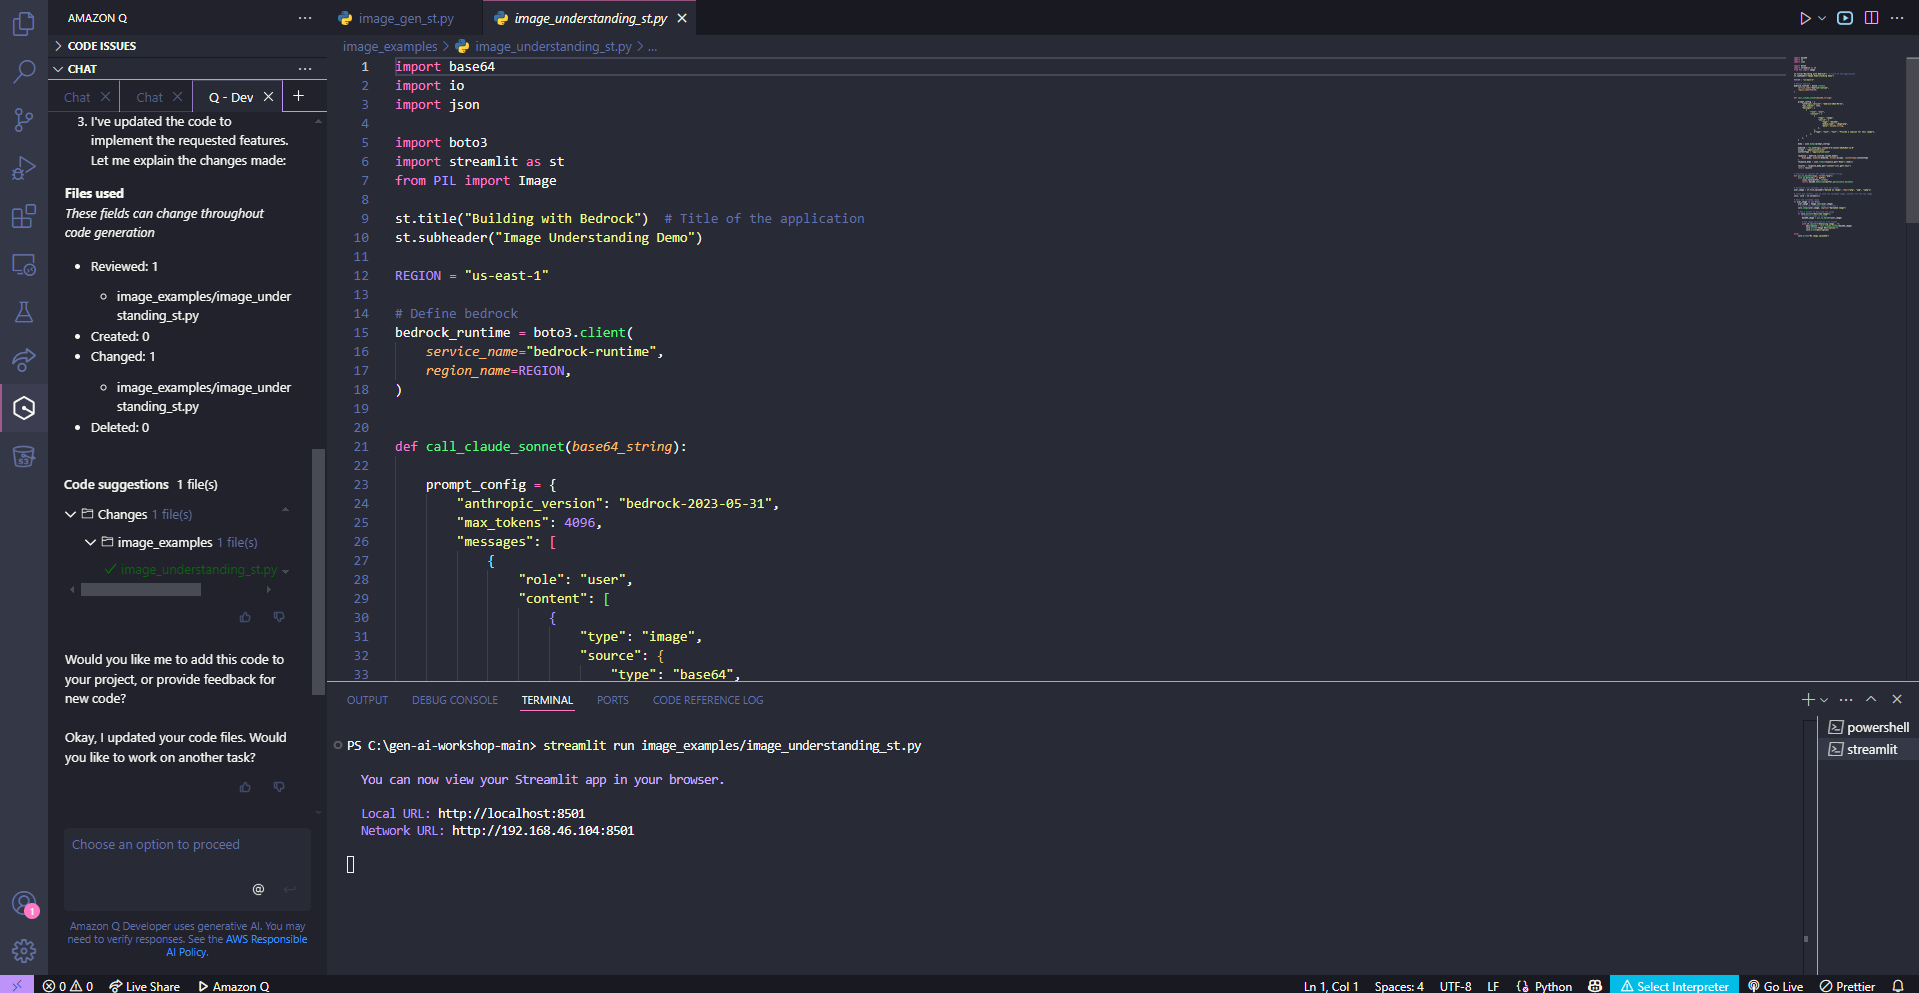 AMAZON Q
CODE ISSUES
CHAT
Chat
Chat
Q - Dev
3. I've updated the code to
implement the requested features.
Let me explain the changes made:
Files used
These fields can change throughout
code generation
Reviewed: 1
image_examples/image_under
standing_st.py
Created: 0
Changed: 1
image_examples/image_under
standing_st.py
Deleted: 0
Code suggestions 1 file(s)
Changes 1 file(s)
image_examples 1 file(s)
image_understanding_st.py
Would you like me to add this code to
your project, or provide feedback for
new code?
Okay, I updated your code files. Would
you like to work on another task?
Choose an option to proceed
@
Amazon Q Developer uses generative AI. You may
need to verify responses. See the AWS Responsible
AI Policy.
S3
1
image_gen_st.py
image_understanding_st.py
image_examples > image_understanding_st.py > ...
1 import base64
2 import io
3 import json
4
5 import boto3
6 import streamlit as st
7 from PIL import Image
8
9 st.title("Building with Bedrock")  # Title of the application
10 st.subheader("Image Understanding Demo")
11
12 REGION = "us-east-1"
13
14 # Define bedrock
15 bedrock_runtime = boto3.client(
16 service_name="bedrock-runtime",
17 region_name=REGION,
18 )
19
20
21 def call_claude_sonnet(base64_string):
22
23 prompt_config = {
24 "anthropic_version": "bedrock-2023-05-31",
25 "max_tokens": 4096,
26 "messages": [
27 {
28 "role": "user",
29 "content": [
30 {
31 "type": "image",
32 "source": {
33 "type": "base64",
OUTPUT DEBUG CONSOLE TERMINAL PORTS CODE REFERENCE LOG
PS C:\gen-ai-workshop-main> streamlit run image_examples/image_understanding_st.py
You can now view your Streamlit app in your browser.
Local URL: http://localhost:8501
Network URL: http://192.168.46.104:8501
powershell
streamlit
0 0 Live Share Amazon Q
Ln 1, Col 1 Spaces: 4 UTF-8 LF Python Select Interpreter Go Live Prettier